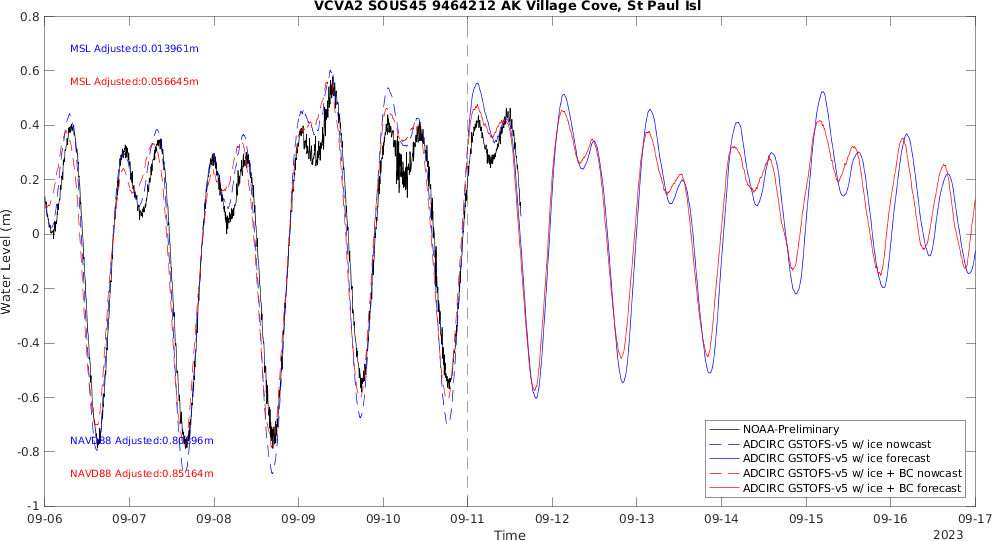 VCVA2 SOUS45 9464212 AK Village Cove, St Paul Isl
MSL Adjusted:0.013961m
MSL Adjusted:0.056645m
NAVD88 Adjusted:
NAVD88 Adjusted:0.85164m
Water Level (m)
0.8
0.6
0.4
0.2
0
-0.2
-0.4
-0.6
-0.8
-1
NOAA-Preliminary
ADCIRC GSTOFS-v5 w/ ice nowcast
ADCIRC GSTOFS-v5 w/ ice forecast
ADCIRC GSTOFS-v5 w/ ice + BC nowcast
ADCIRC GSTOFS-v5 w/ ice + BC forecast
09-06 09-07 09-08 09-09 09-10 09-11 09-12 09-13 09-14 09-15 09-16 09-17
Time
2023